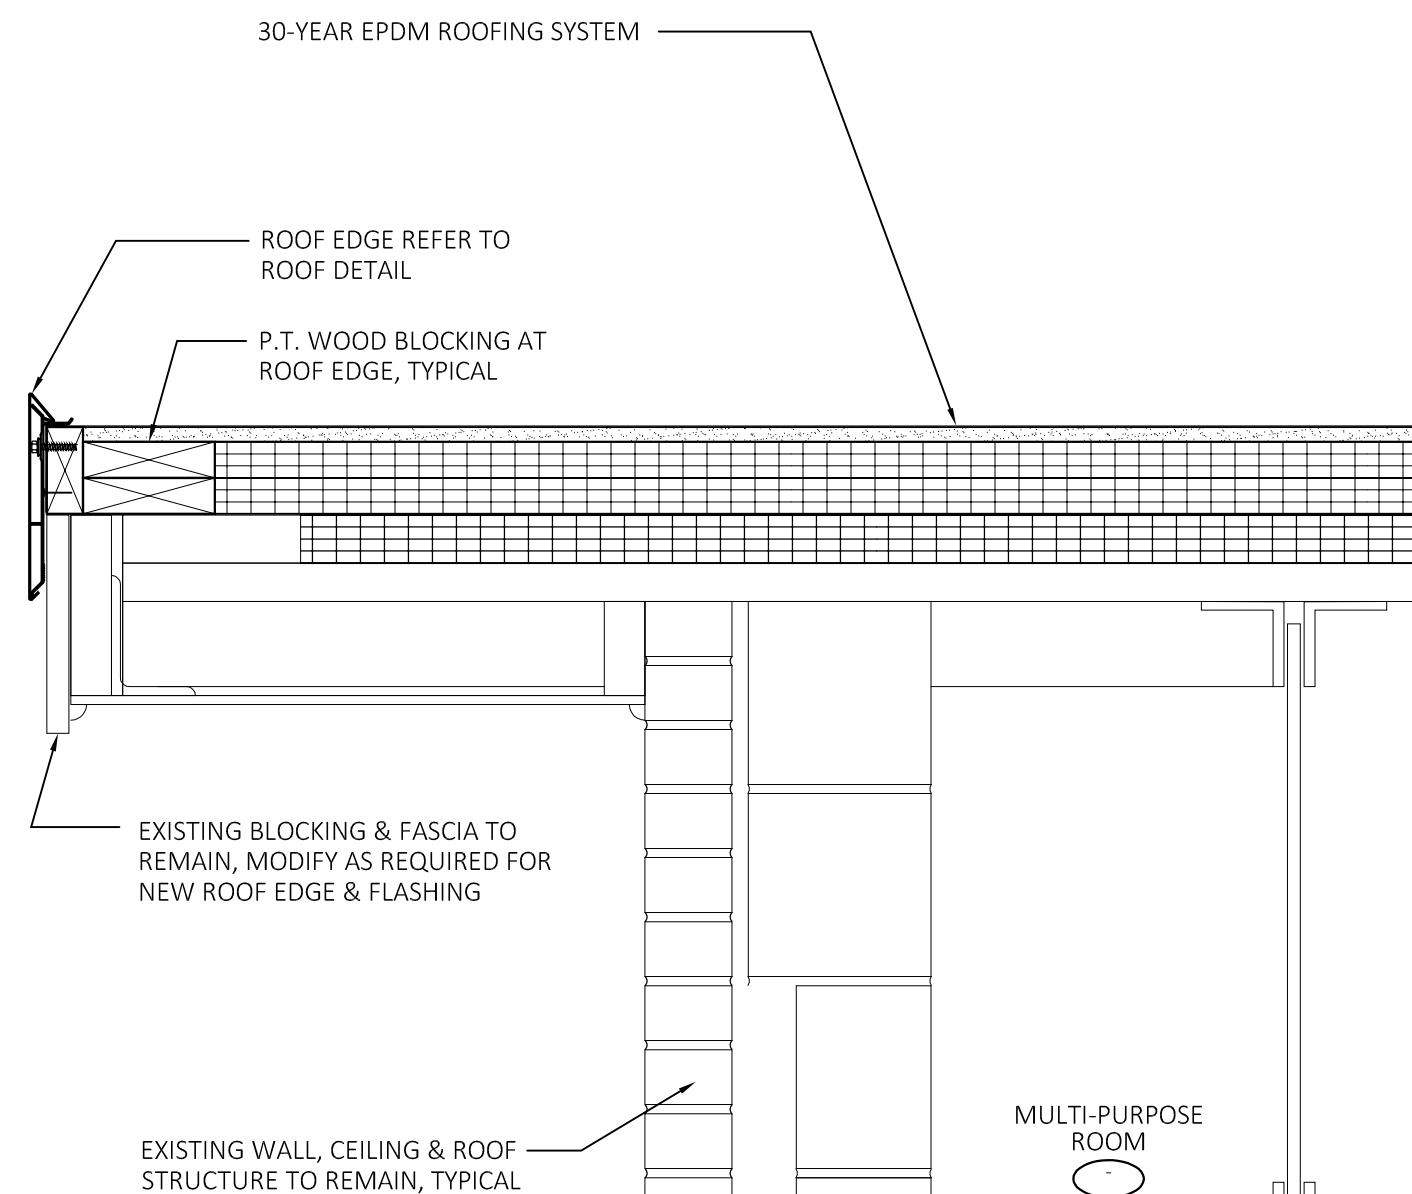 30-YEAR EPDM ROOFING SYSTEM
ROOF EDGE REFER TO
ROOF DETAIL
P.T. WOOD BLOCKING AT
ROOF EDGE, TYPICAL
EXISTING BLOCKING & FASCIA TO
REMAIN, MODIFY AS REQUIRED FOR
NEW ROOF EDGE & FLASHING
EXISTING WALL, CEILING & ROOF
STRUCTURE TO REMAIN, TYPICAL
MULTI-PURPOSE
ROOM
-